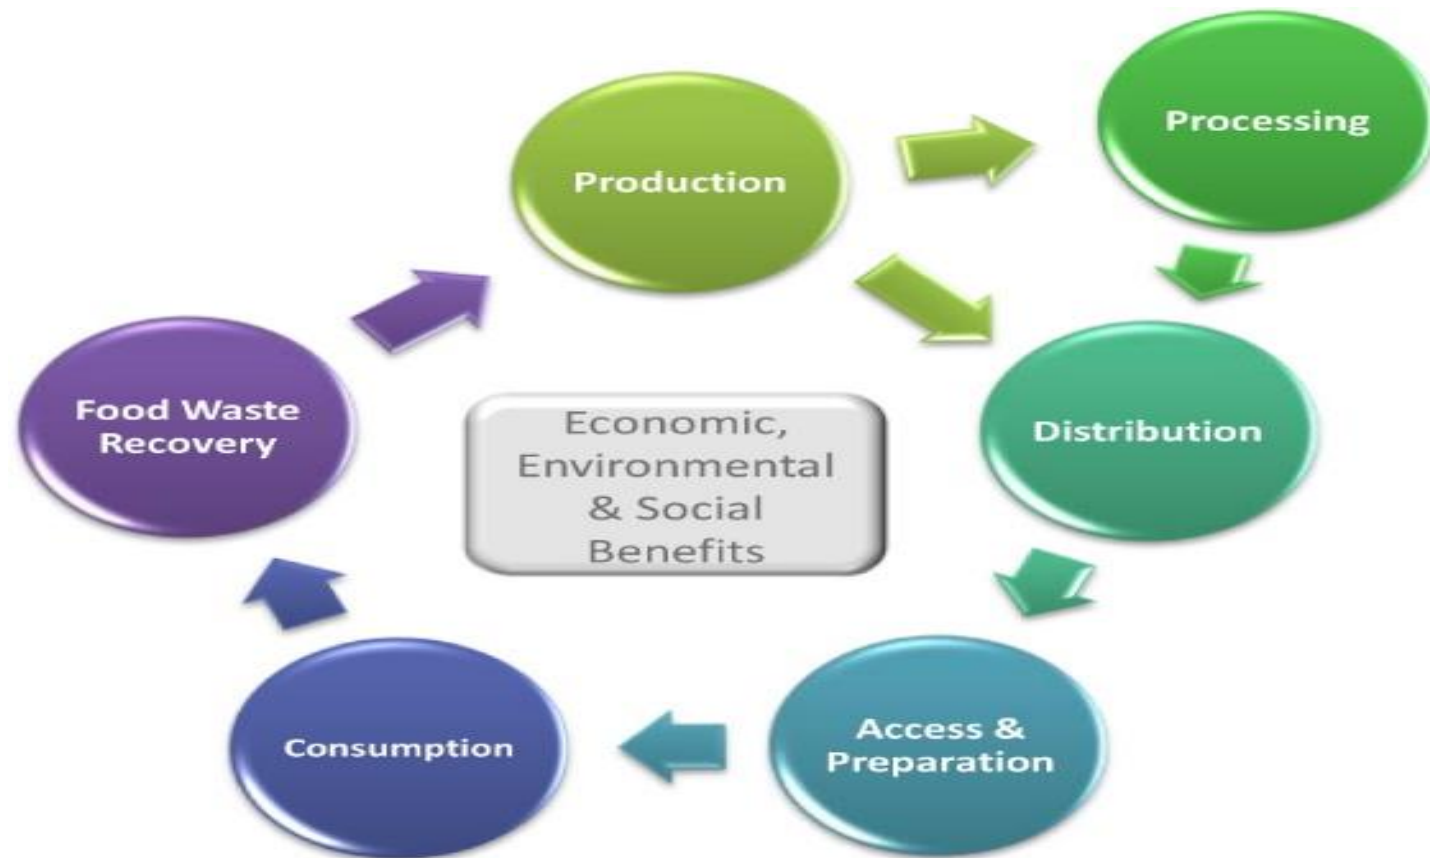 Production
Processing
Distribution
Access &
Preparation
Consumption
Food Waste
Recovery
Economic,
Environmental
& Social
Benefits